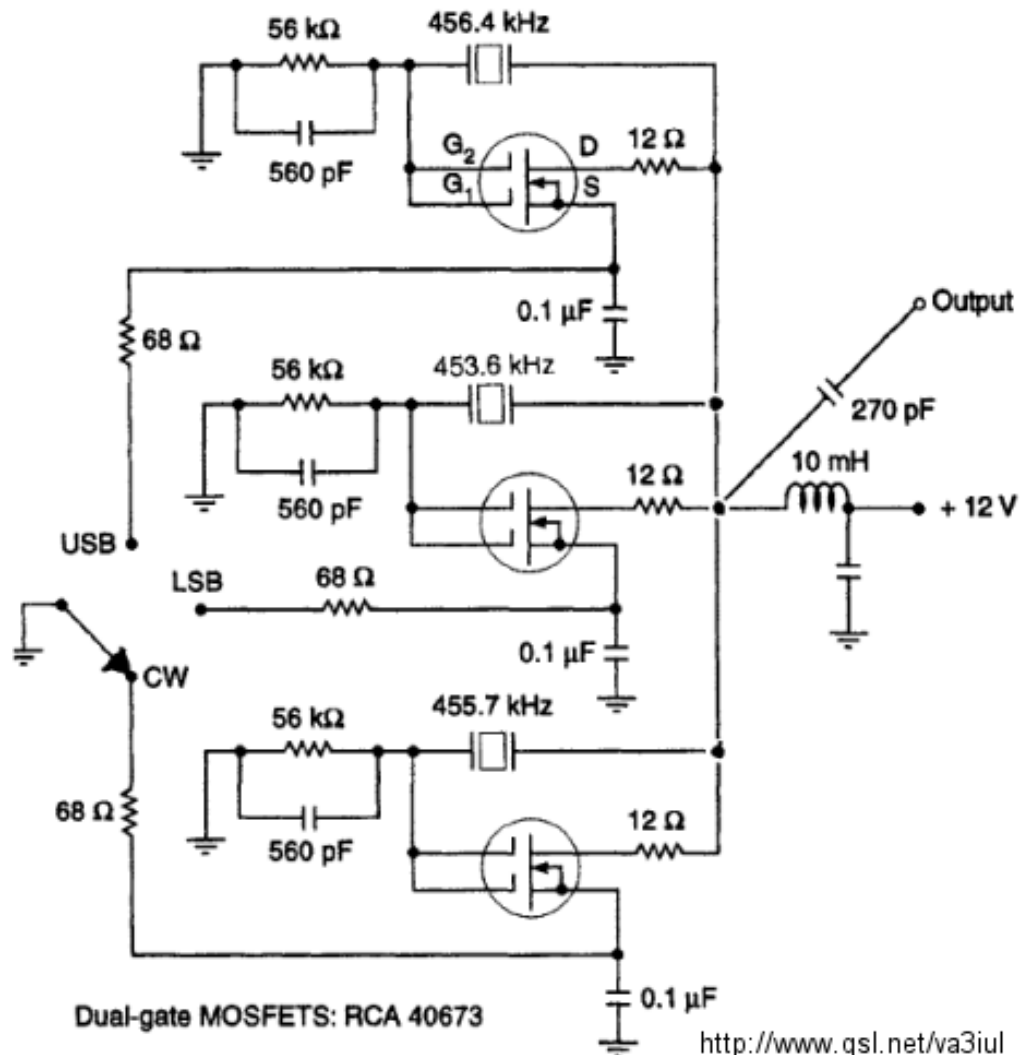 56 kΩ
456.4 kHz
560 pF
G2
D
12 Ω
G1
S
0.1 μF
68 Ω
Output
56 kΩ
453.6 kHz
270 pF
560 pF
12 Ω
10 mH
+ 12 V
USB
LSB
68 Ω
0.1 μF
CW
56 kΩ
455.7 kHz
68 Ω
560 pF
12 Ω
0.1 μF
Dual-gate MOSFETS: RCA 40673
http://www.qsl.net/va3iul